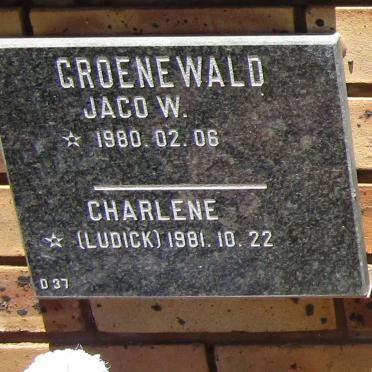 GROENEWALD
JACO W.
☆ 1980. 02. 06
CHARLENE
☆ (LUDICK) 1981. 10. 22
D 37